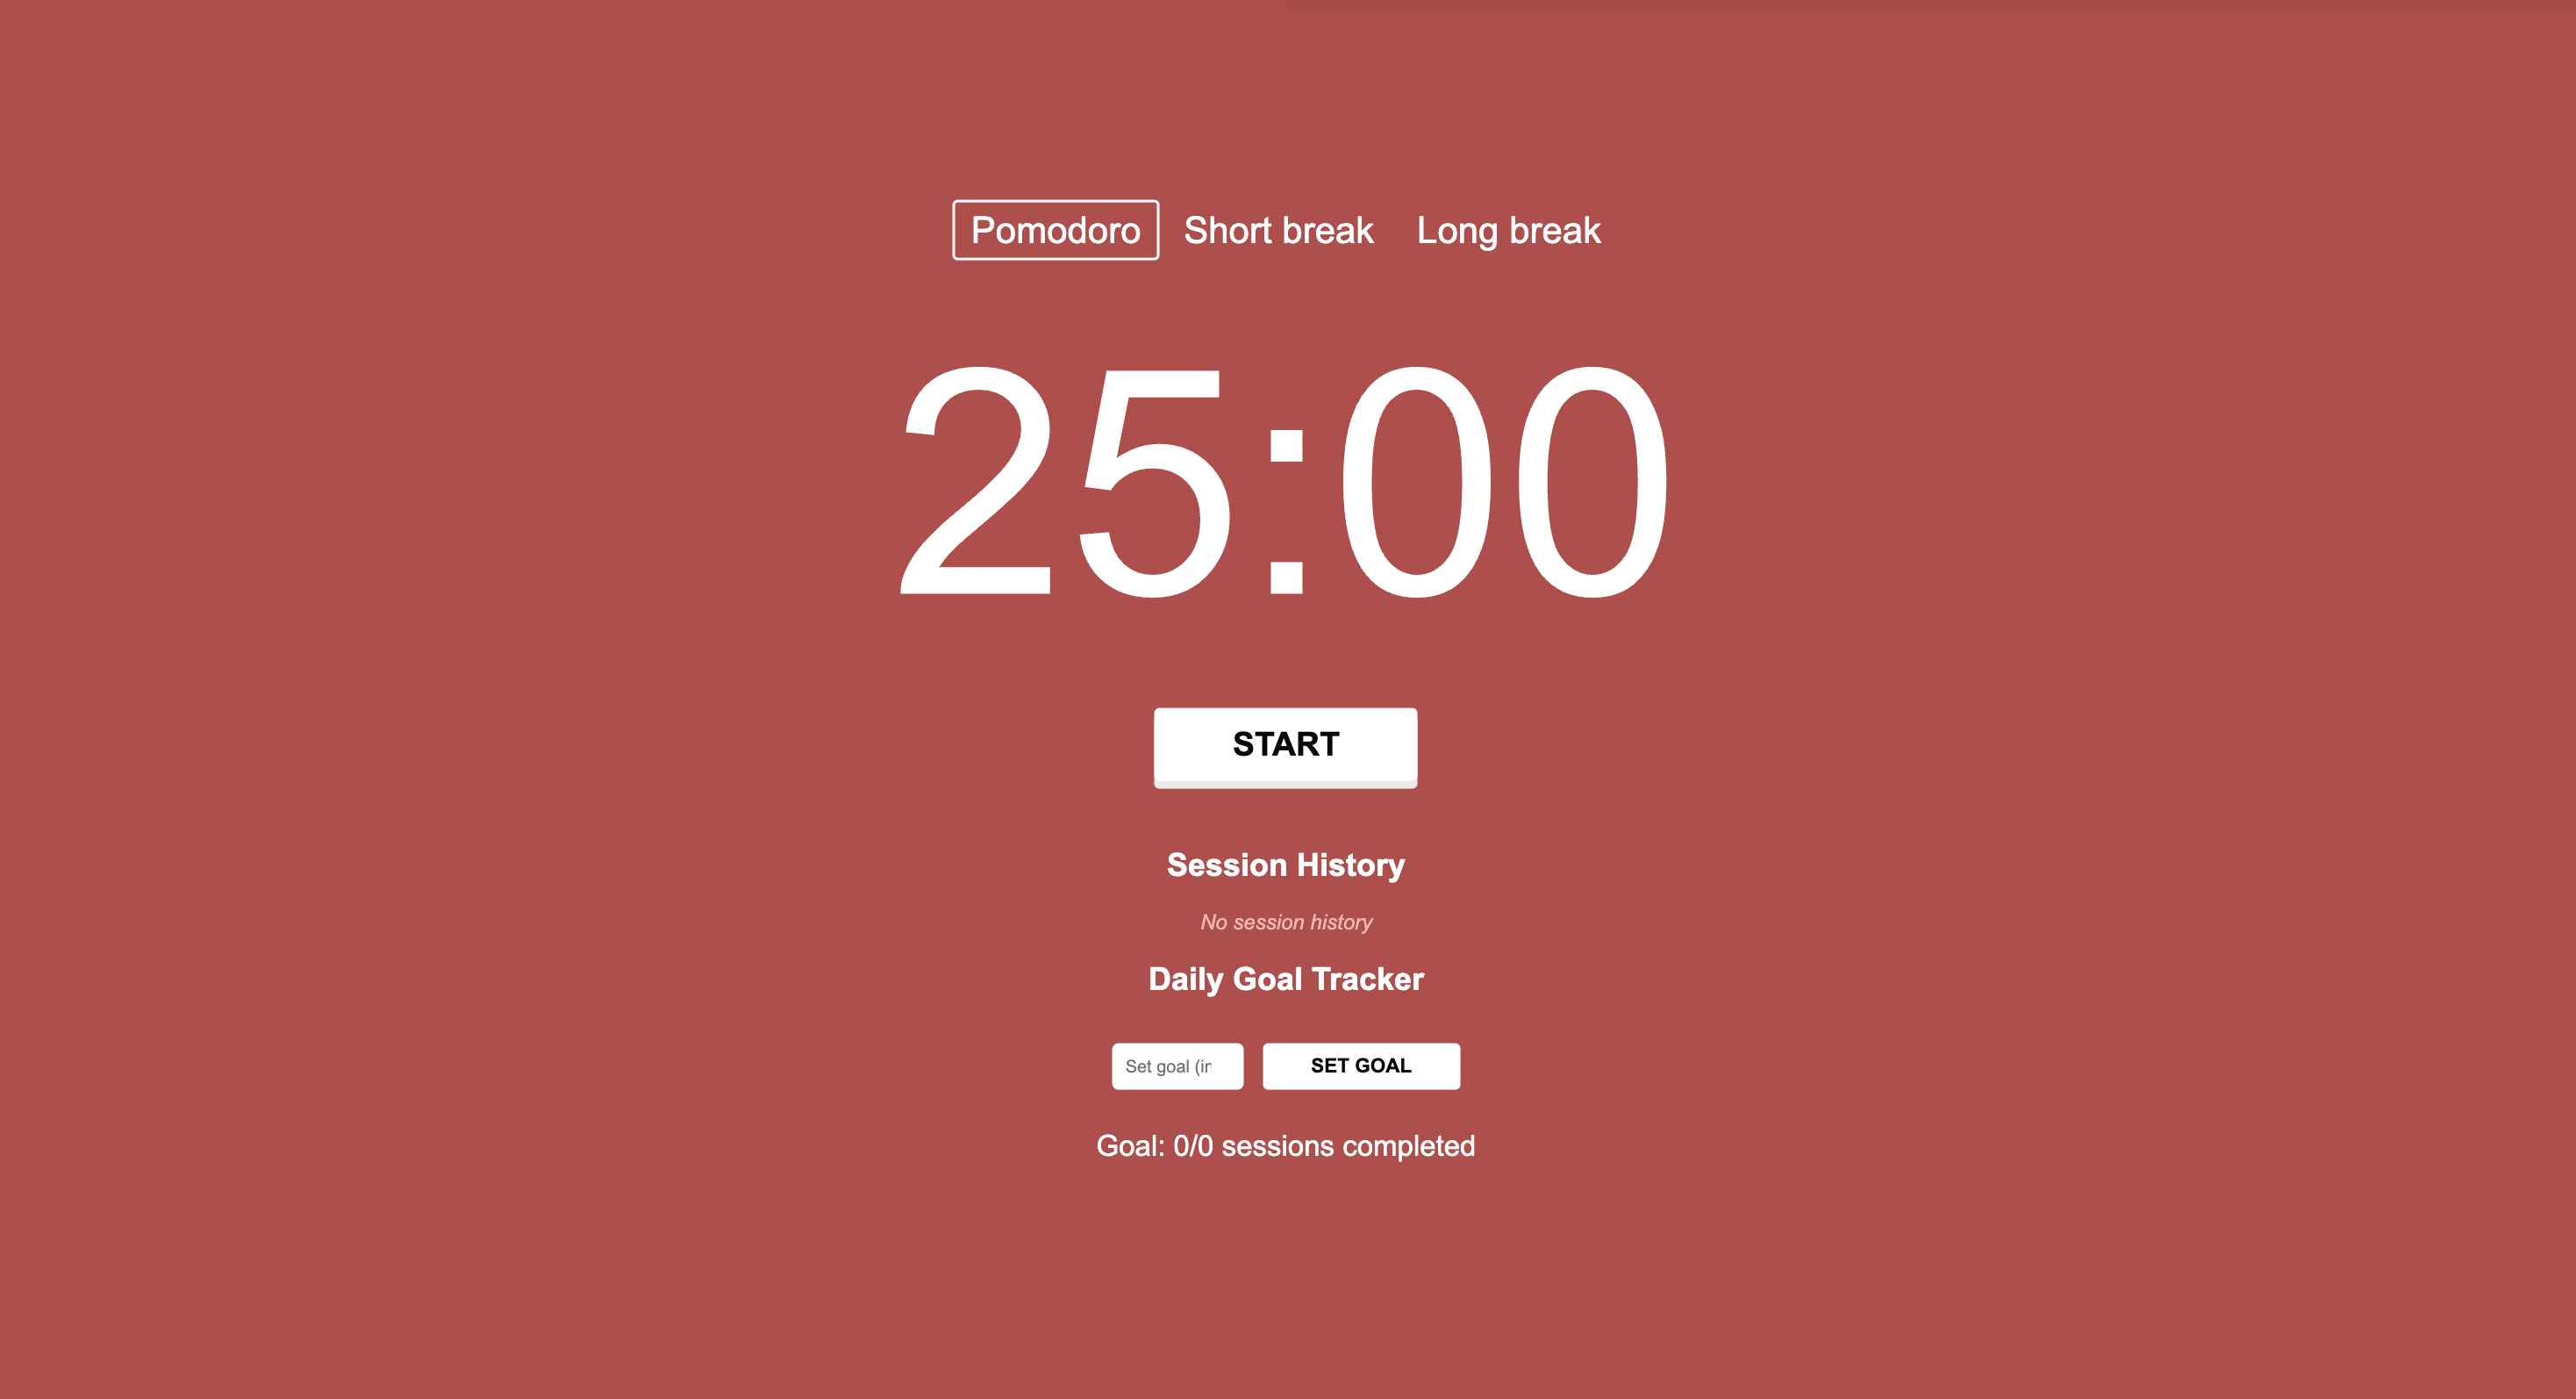 Pomodoro Short break Long break
25:00
START
Session History
No session history
Daily Goal Tracker
Set goal (in SET GOAL
Goal: 0/0 sessions completed